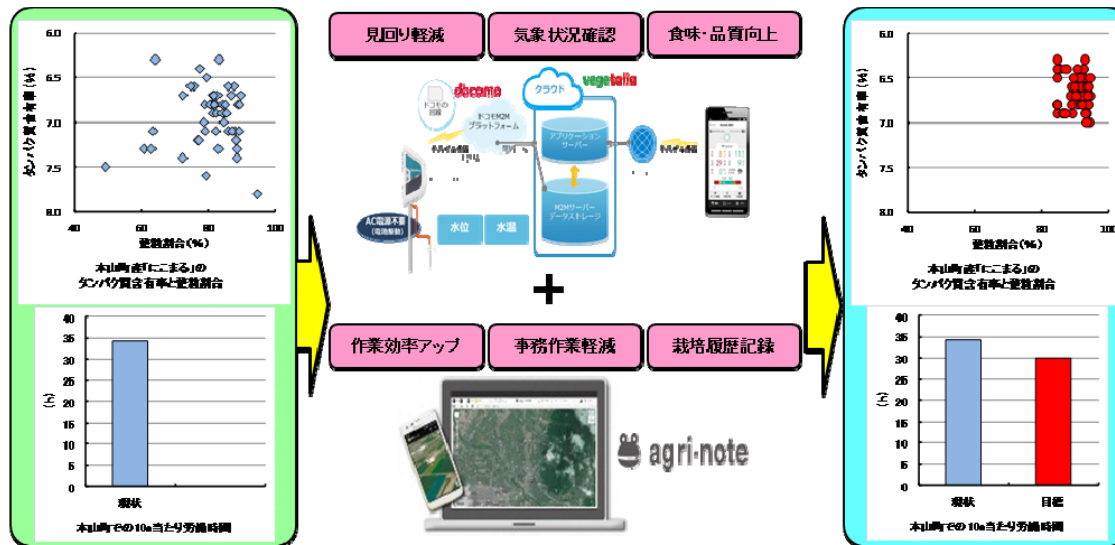 6.0
6.5
7.0
7.5
8.0
タンパク質含有率(%)
40
60
80
100
整粒割合(%)
本山町産「にこまる」の
タンパク質含有率と整粒割合
40
35
30
25
20
15
10
5
0
(h)
現状
本山町での10a当たり労働時間
見回り軽減
気象状況確認
食味・品質向上
docomo
ドコモの
回線
ドコモM2M
プラットフォーム
クラウド
vegetalia
アプリケーション
サーバー
M2Mサーバー
データストレージ
AC電源不要
(電池駆動)
水位
水温
+
作業効率アップ
事務作業軽減
栽培履歴記録
agri-note
6.0
6.5
7.0
7.5
8.0
タンパク質含有率(%)
40
60
80
100
整粒割合(%)
本山町産「にこまる」の
タンパク質含有率と整粒割合
40
35
30
25
20
15
10
5
0
(h)
現状
目標
本山町での10a当たり労働時間